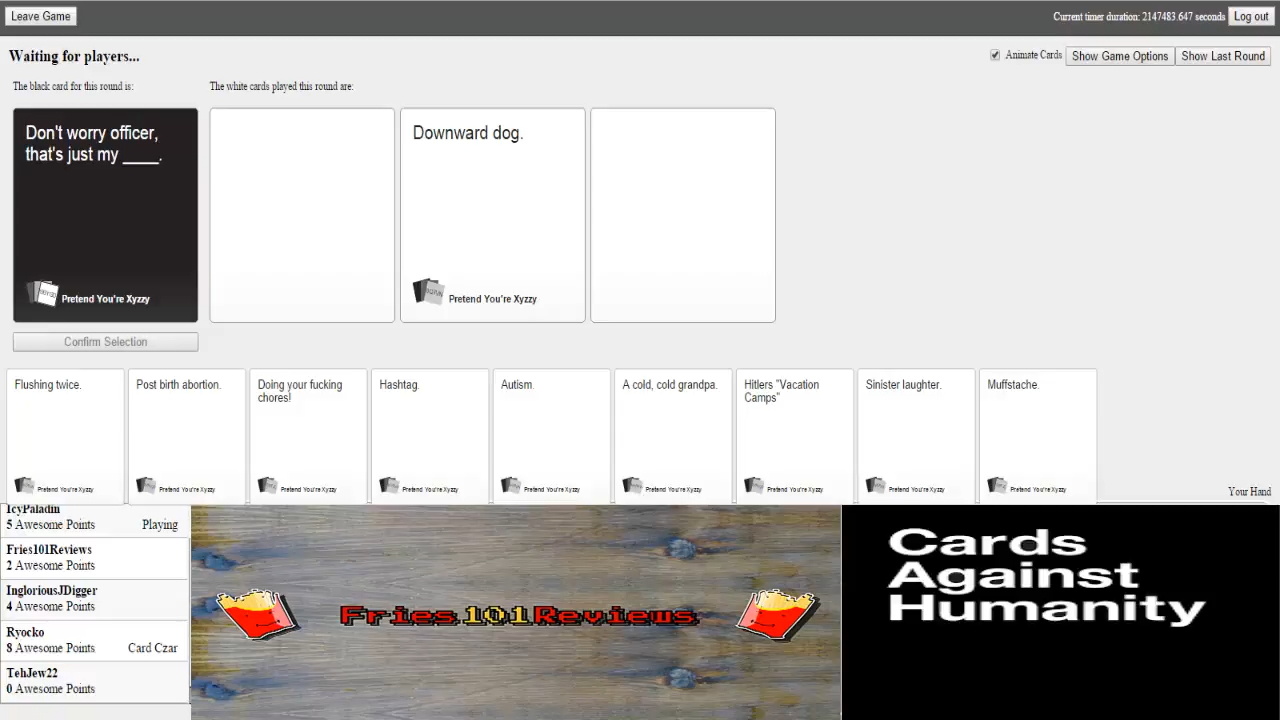 Leave Game
Current timer duration: 2147483.647 seconds
Log out
Waiting for players...
Animate Cards
Show Game Options
Show Last Round
The black card for this round is:
The white cards played this round are:
Don't worry officer,
that's just my ____.
Pretend You're Xyzzy
Downward dog.
Pretend You're Xyzzy
Confirm Selection
Flushing twice.
Pretend You're Xyzzy
Post birth abortion.
Pretend You're Xyzzy
Doing your fucking
chores!
Pretend You're Xyzzy
Hashtag.
Pretend You're Xyzzy
Autism.
Pretend You're Xyzzy
A cold, cold grandpa.
Pretend You're Xyzzy
Hitlers "Vacation
Camps"
Pretend You're Xyzzy
Sinister laughter.
Pretend You're Xyzzy
Muffstache.
Pretend You're Xyzzy
Your Hand
IcyPaladin
5 Awesome Points Playing
Fries101Reviews
2 Awesome Points
IngloriousJDigger
4 Awesome Points
Ryocko
8 Awesome Points Card Czar
TehJew22
0 Awesome Points
Fries101Reviews
Cards
Against
Humanity